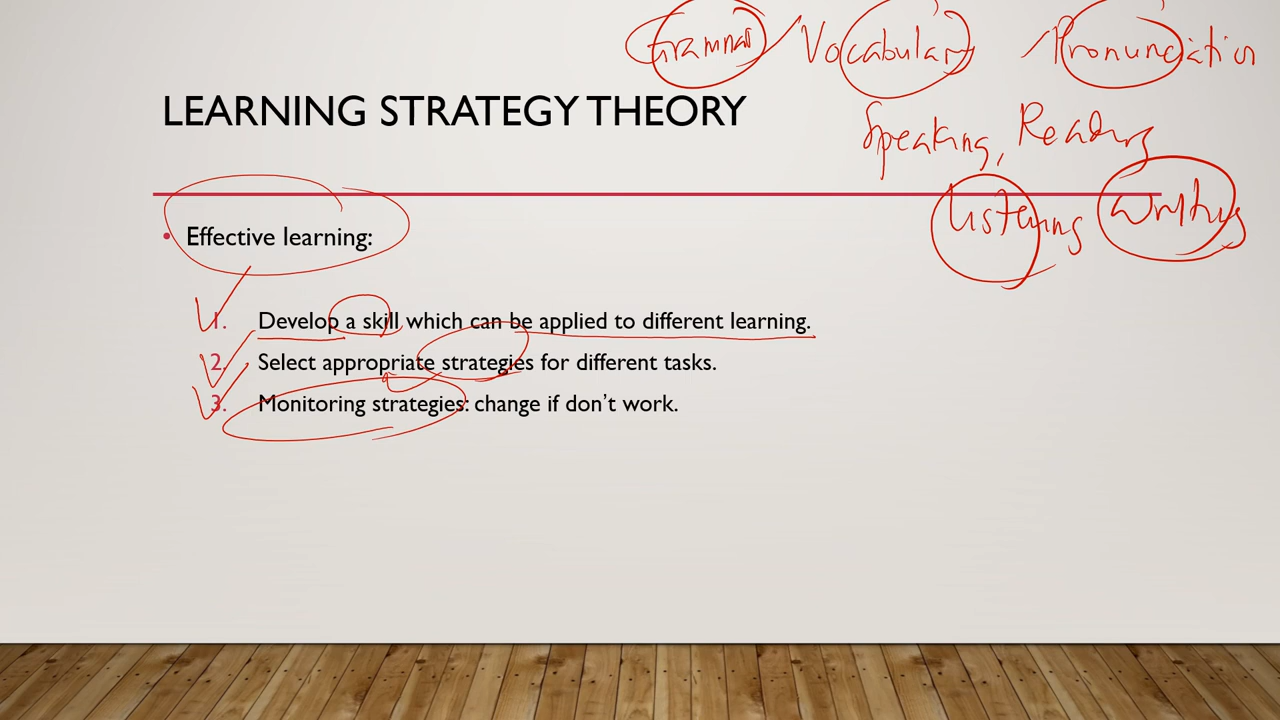 Grammar / Vocabulary / Pronunciation
LEARNING STRATEGY THEORY
Speaking, Reading
Listening Writing
• Effective learning:
1. Develop a skill which can be applied to different learning.
2. Select appropriate strategies for different tasks.
3. Monitoring strategies: change if don’t work.